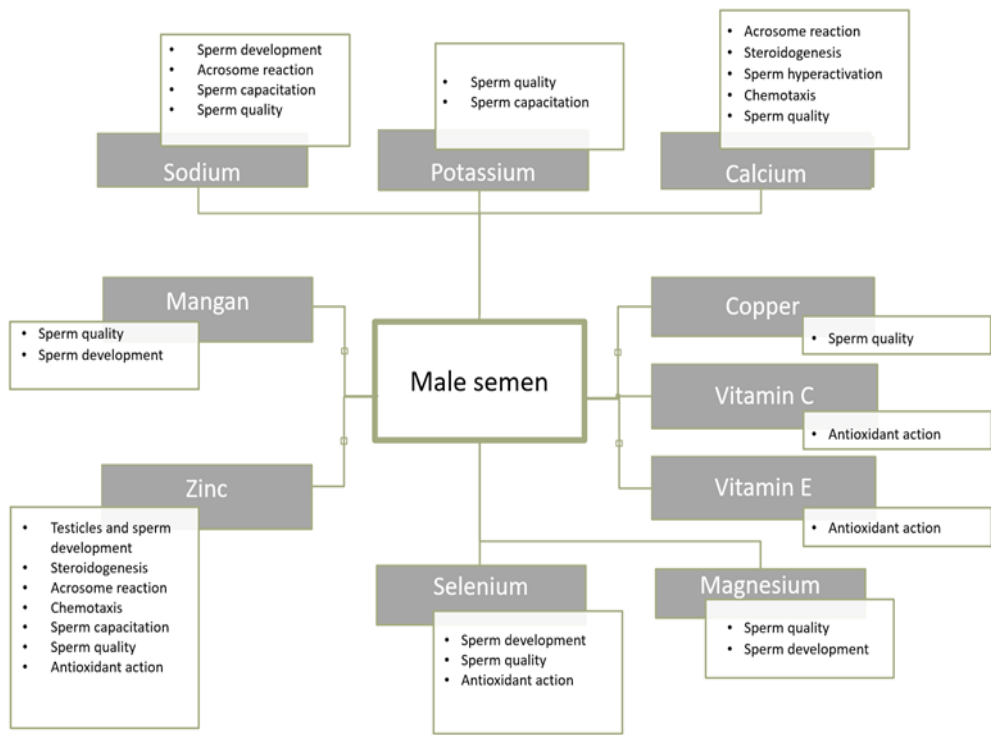 • Sperm development
• Acrosome reaction
• Sperm capacitation
• Sperm quality
Sodium
• Sperm quality
• Sperm capacitation
Potassium
• Acrosome reaction
• Steroidogenesis
• Sperm hyperactivation
• Chemotaxis
• Sperm quality
Calcium
Mangan
• Sperm quality
• Sperm development
Copper
• Sperm quality
Male semen
Vitamin C
• Antioxidant action
Zinc
• Testicles and sperm
development
• Steroidogenesis
• Acrosome reaction
• Chemotaxis
• Sperm capacitation
• Sperm quality
• Antioxidant action
Vitamin E
• Antioxidant action
Selenium
• Sperm development
• Sperm quality
• Antioxidant action
Magnesium
• Sperm quality
• Sperm development